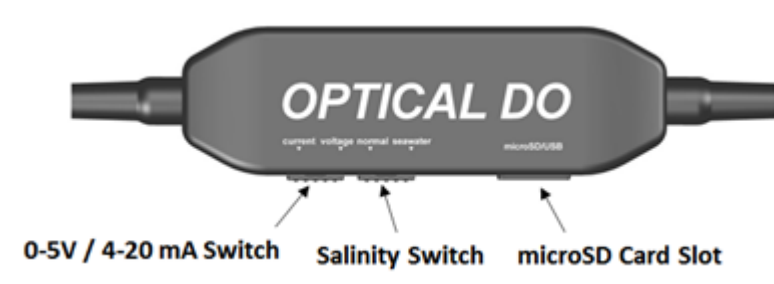 OPTICAL DO
current voltage normal seawater microSD/USB
0-5V / 4-20 mA Switch Salinity Switch microSD Card Slot